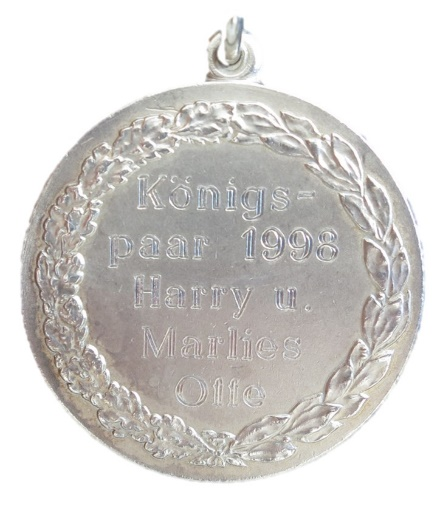 Königs-
paar 1998
Harry u.
Marlies
Otte